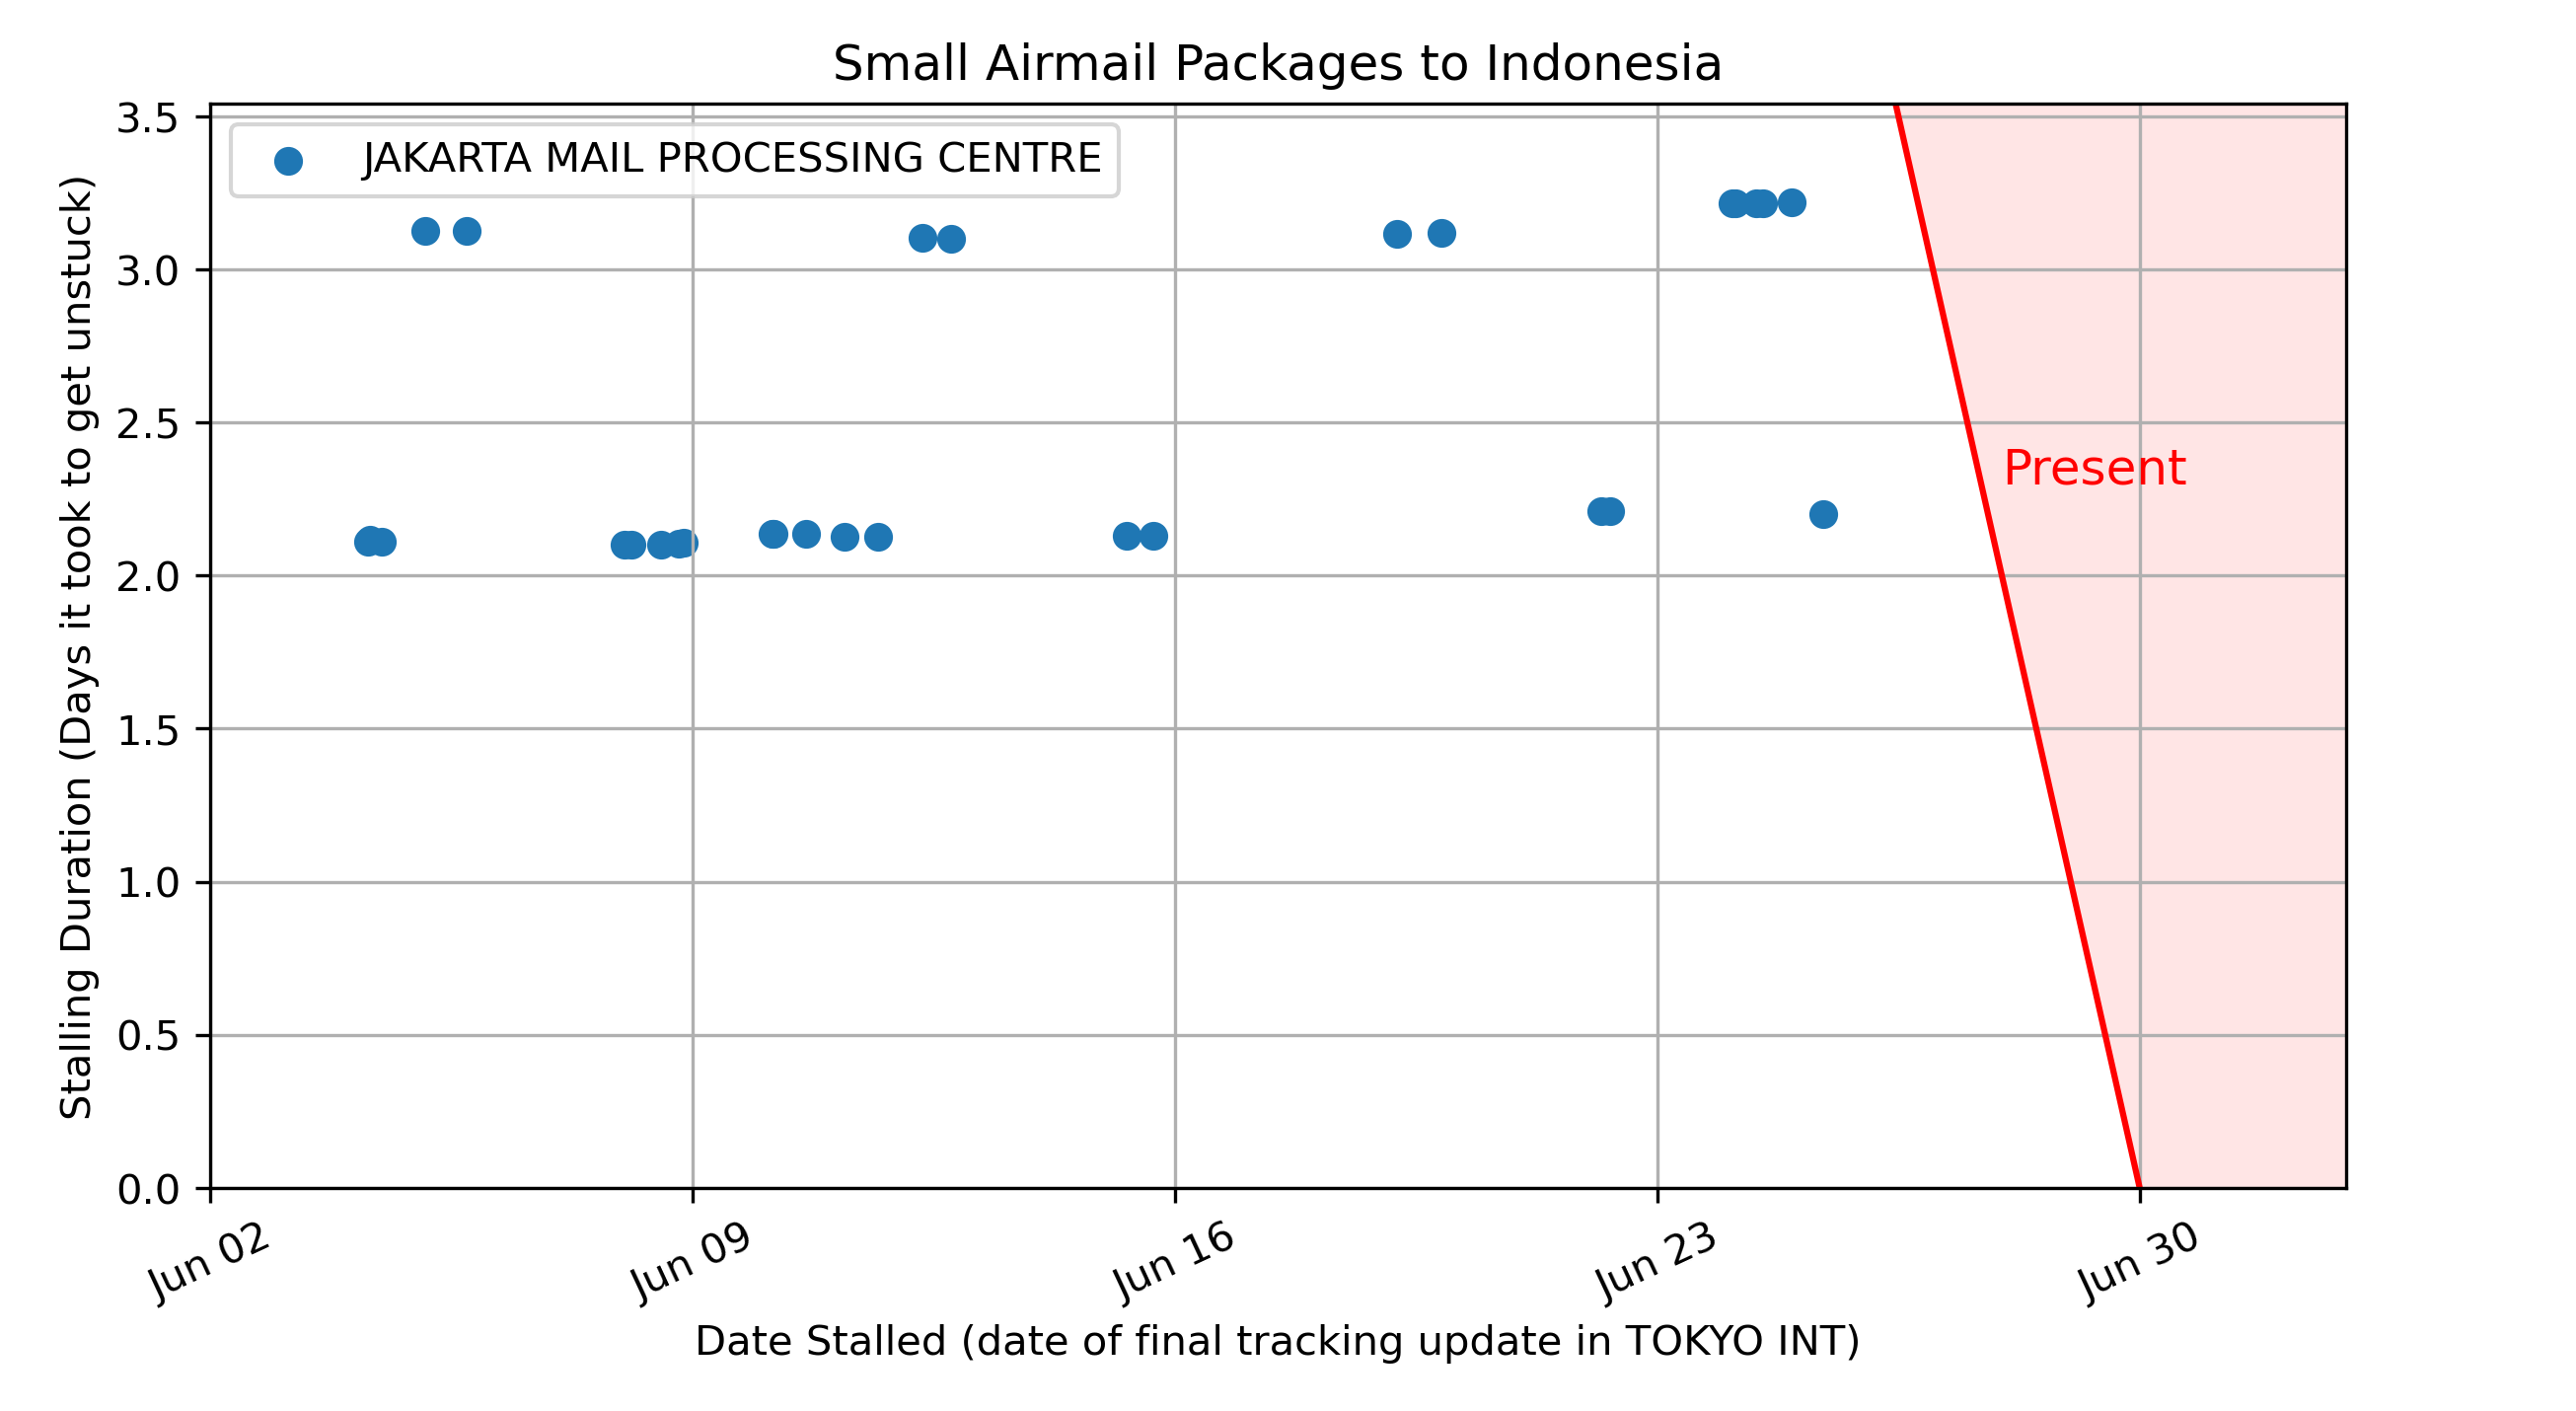 Small Airmail Packages to Indonesia
JAKARTA MAIL PROCESSING CENTRE
Present
Stalling Duration (Days it took to get unstuck)
3.5
3.0
2.5
2.0
1.5
1.0
0.5
0.0
Jun 02
Jun 09
Jun 16
Jun 23
Jun 30
Date Stalled (date of final tracking update in TOKYO INT)